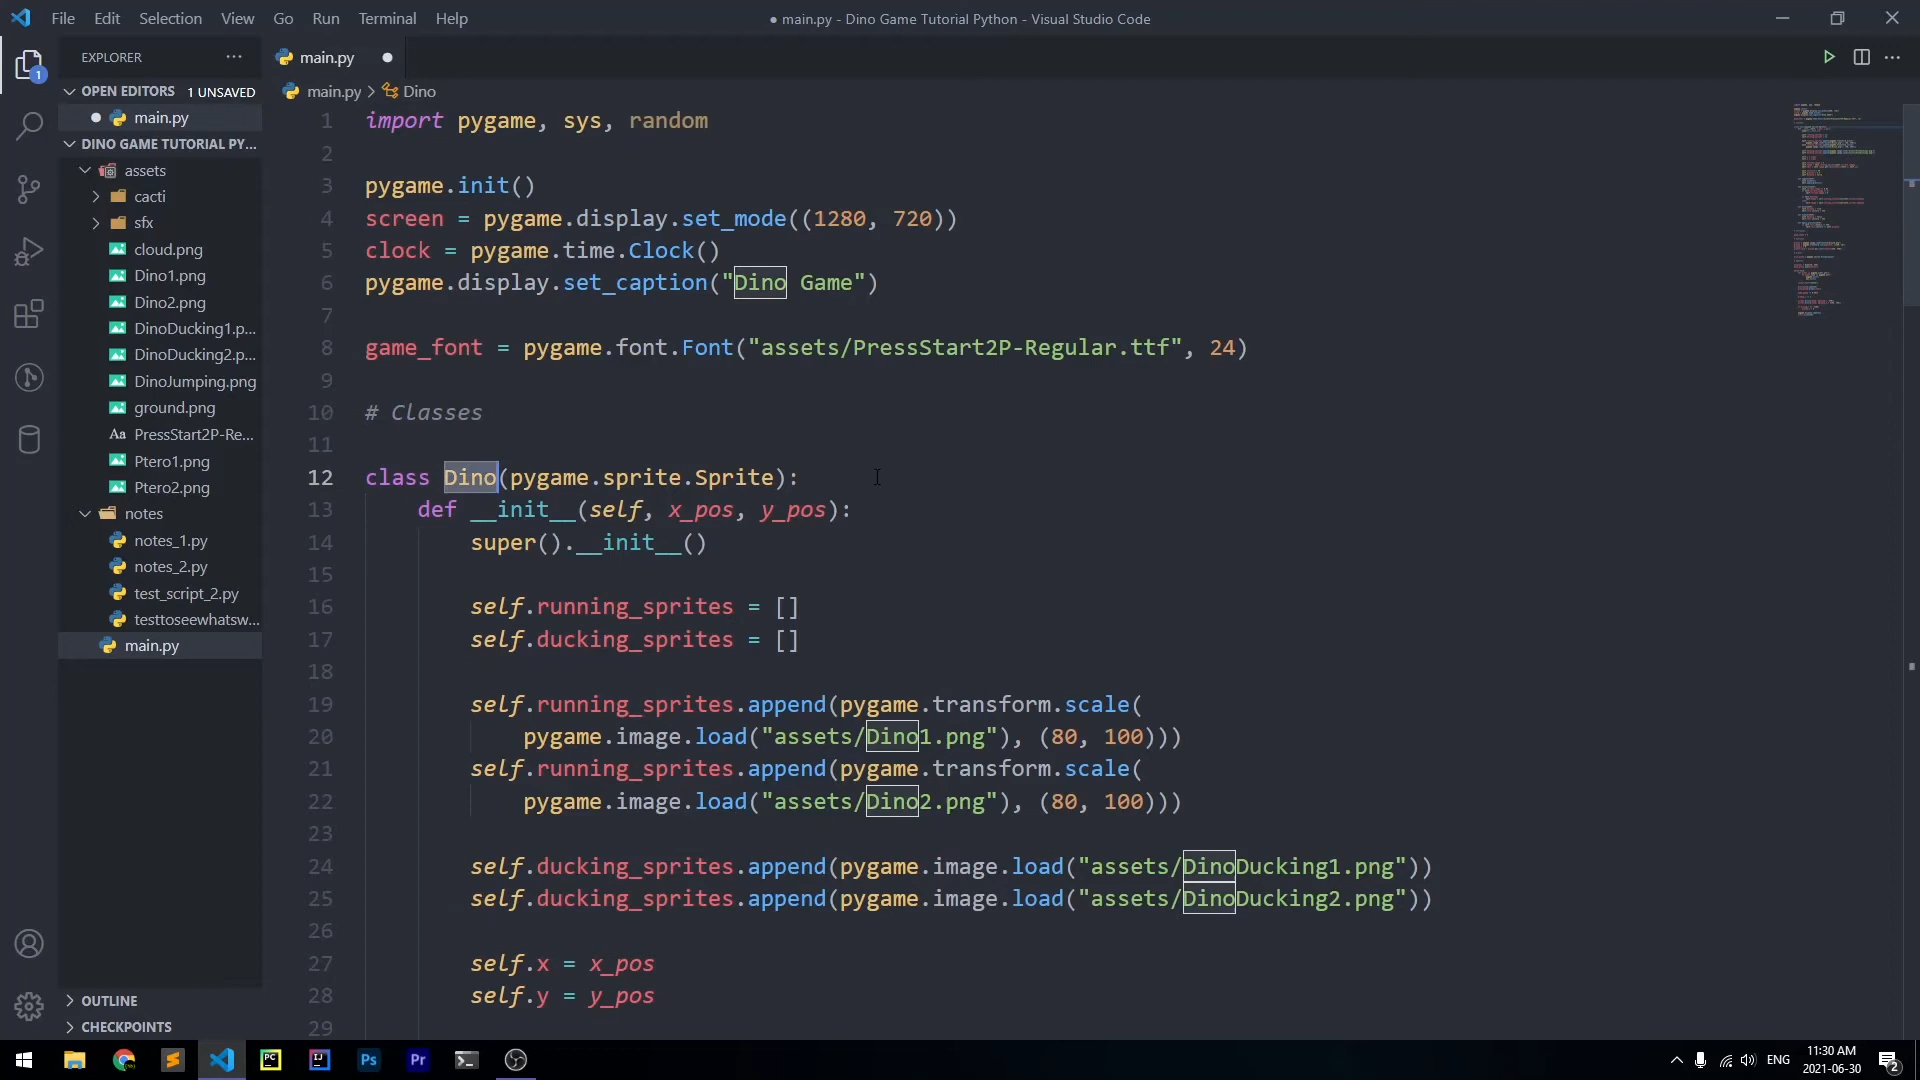 File Edit Selection View Go Run Terminal Help
● main.py - Dino Game Tutorial Python - Visual Studio Code
EXPLORER
OPEN EDITORS 1 UNSAVED
main.py
DINO GAME TUTORIAL PY...
assets
cacti
sfx
cloud.png
Dino1.png
Dino2.png
DinoDucking1.p...
DinoDucking2.p...
DinoJumping.png
ground.png
Aa PressStart2P-Re...
Ptero1.png
Ptero2.png
notes
notes_1.py
notes_2.py
test_script_2.py
testtoseewhatsw...
main.py
OUTLINE
CHECKPOINTS
1
main.py
main.py > Dino
1 import pygame, sys, random
2
3 pygame.init()
4 screen = pygame.display.set_mode((1280, 720))
5 clock = pygame.time.Clock()
6 pygame.display.set_caption("Dino Game")
7
8 game_font = pygame.font.Font("assets/PressStart2P-Regular.ttf", 24)
9
10 # Classes
11
12 class Dino(pygame.sprite.Sprite):
13 def __init__(self, x_pos, y_pos):
14 super().__init__()
15
16 self.running_sprites = []
17 self.ducking_sprites = []
18
19 self.running_sprites.append(pygame.transform.scale(
20 pygame.image.load("assets/Dino1.png"), (80, 100)))
21 self.running_sprites.append(pygame.transform.scale(
22 pygame.image.load("assets/Dino2.png"), (80, 100)))
23
24 self.ducking_sprites.append(pygame.image.load("assets/DinoDucking1.png"))
25 self.ducking_sprites.append(pygame.image.load("assets/DinoDucking2.png"))
26
27 self.x = x_pos
28 self.y = y_pos
29
PC IJ Ps Pr
ENG
11:30 AM
2021-06-30
2